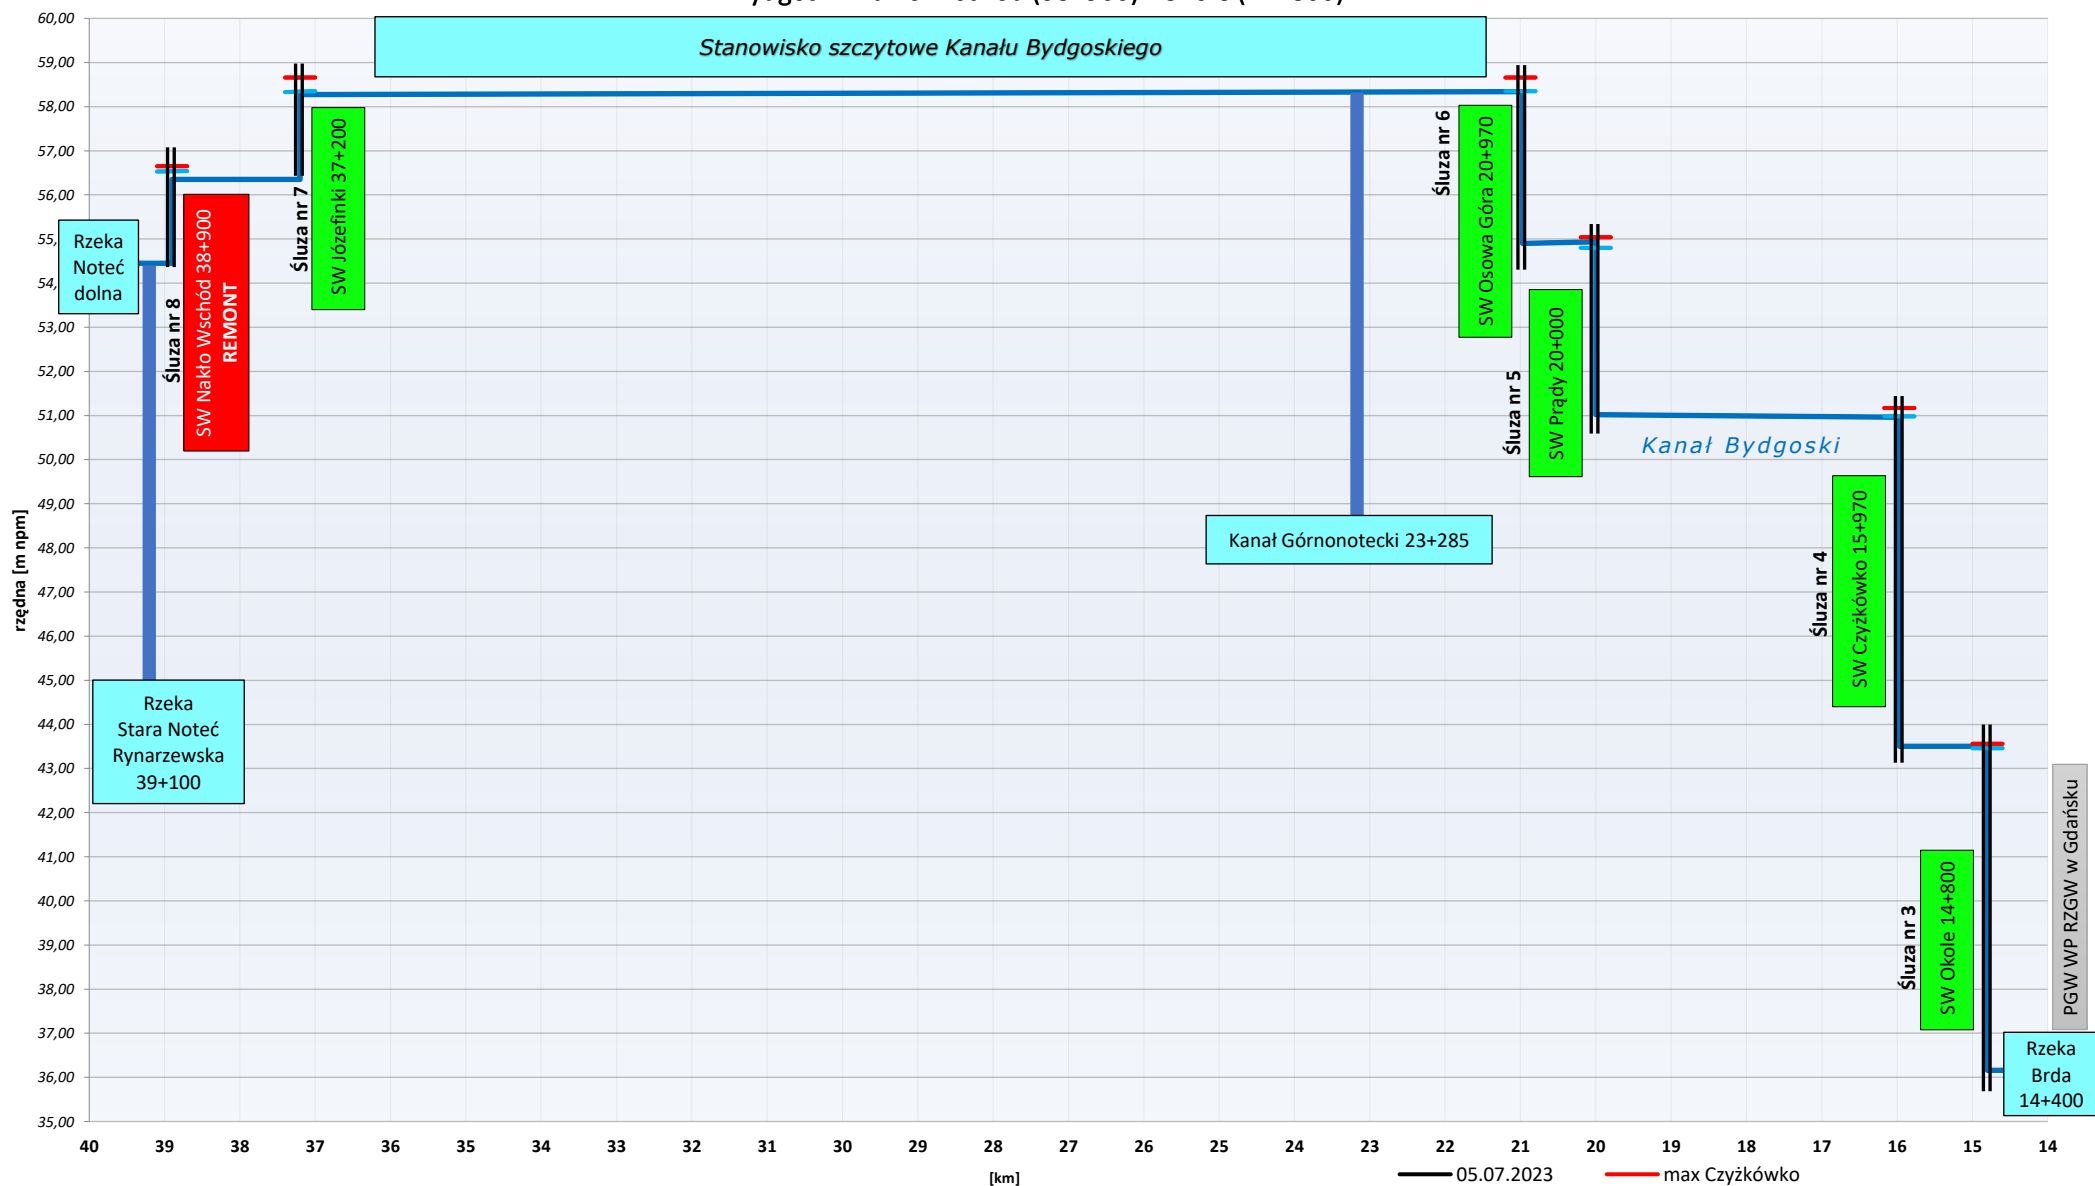 Stanowisko szczytowe Kanału Bydgoskiego
60,00
59,00
58,00
57,00
56,00
55,
54,
53,00
52,00
51,00
50,00
49,00
48,00
47,00
46,00
45,00
44,00
43,00
42,00
41,00
40,00
39,00
38,00
37,00
36,00
35,00
rzędna [m npm]
Rzeka
Noteć
dolna
Śluza nr 8
SW Nakło Wschód 38+900
REMONT
Śluza nr 7
SW Józefinki 37+200
Rzeka
Stara Noteć
Rynarzewska
39+100
Kanał Górnonotecki 23+285
Śluza nr 6
SW Osowa Góra 20+970
Śluza nr 5
SW Prądy 20+000
Kanał Bydgoski
Śluza nr 4
SW Czyżkówko 15+970
Śluza nr 3
SW Okole 14+800
PGW WP RZGW w Gdańsku
Rzeka
Brda
14+400
40 39 38 37 36 35 34 33 32 31 30 29 28 27 26 25 24 23 22 21 20 19 18 17 16 15 14
[km]
05.07.2023 max Czyżkówko